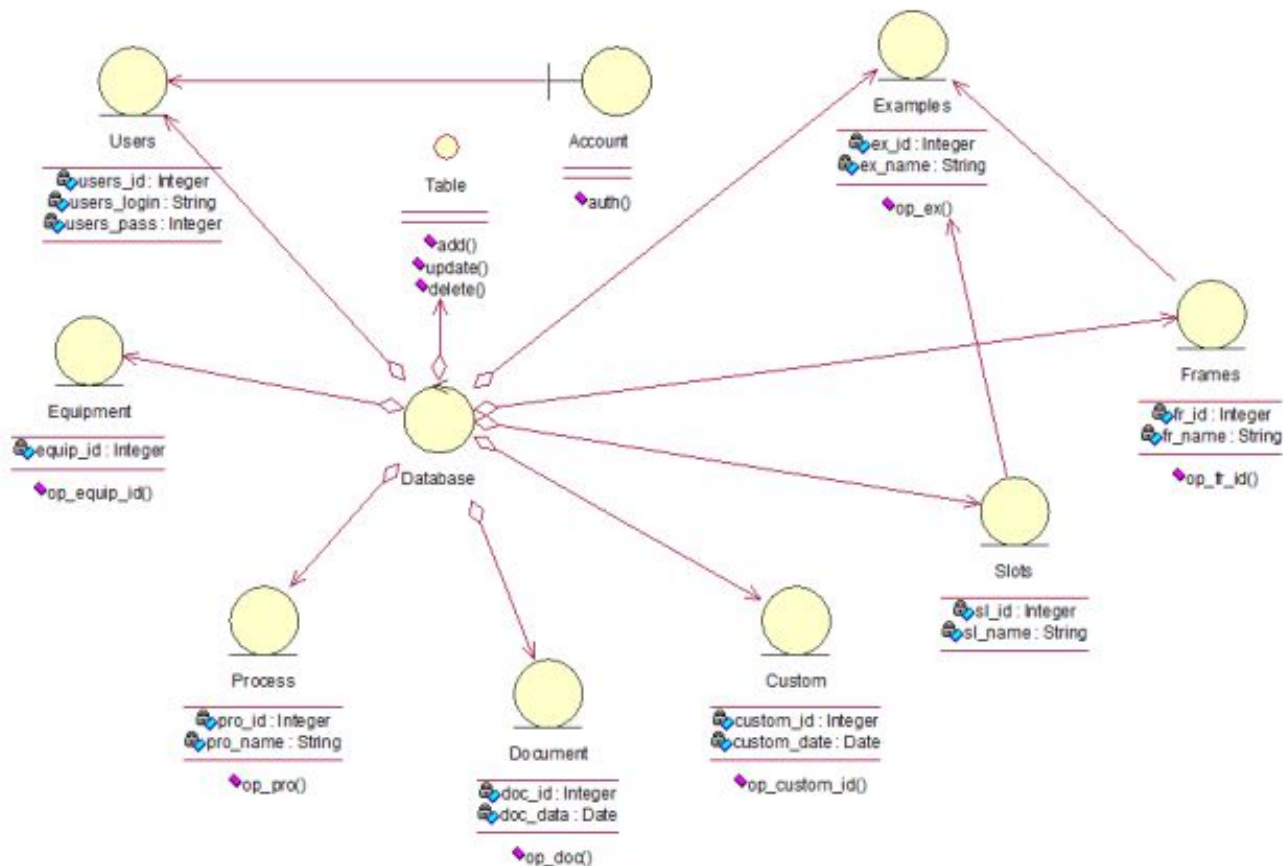 Users
users_id : Integer
users_login : String
users_pass : Integer
Table
add()
update()
delete()
Account
auth()
Examples
ex_id : Integer
ex_name : String
op_ex()
Equipment
equip_id : Integer
op_equip_id()
Database
Frames
fr_id : Integer
fr_name : String
op_fr_id()
Slots
sl_id : Integer
sl_name : String
Process
pro_id : Integer
pro_name : String
op_pro()
Document
doc_id : Integer
doc_data : Date
op_doc()
Custom
custom_id : Integer
custom_date : Date
op_custom_id()